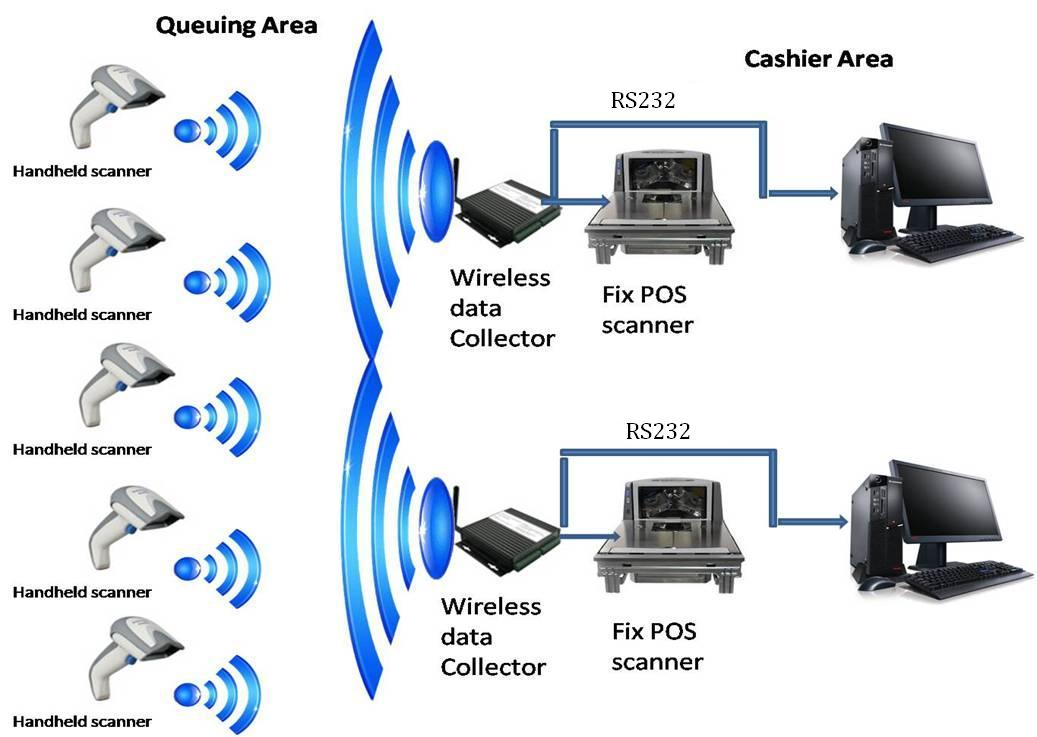 Queuing Area
Cashier Area
RS232
Handheld scanner
Wireless
data
Collector
Fix POS
scanner
Handheld scanner
Handheld scanner
RS232
Handheld scanner
Wireless
data
Collector
Fix POS
scanner
Handheld scanner